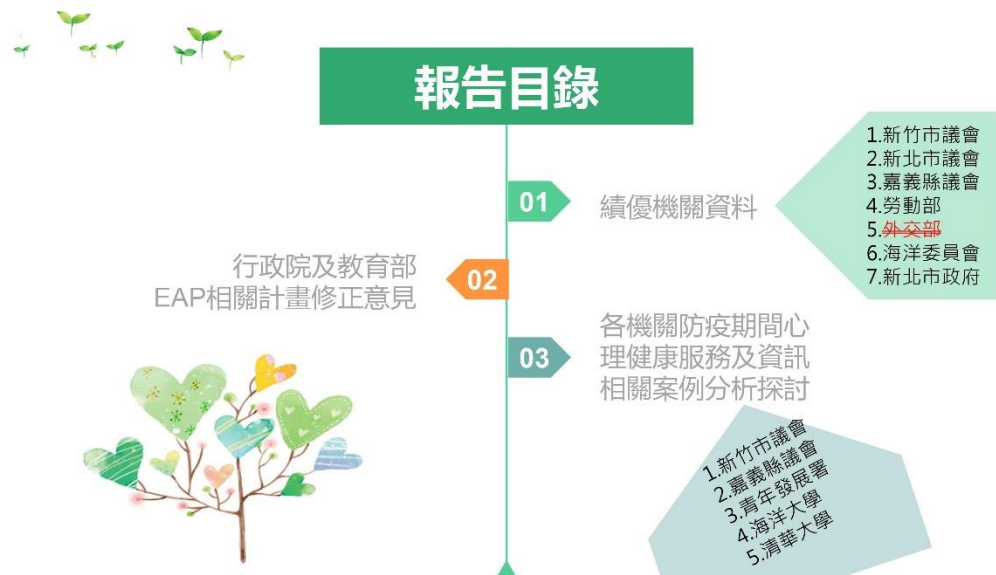 報告目錄
01
績優機關資料
1.新竹市議會
2.新北市議會
3.嘉義縣議會
4.勞動部
5.外交部
6.海洋委員會
7.新北市政府
行政院及教育部
EAP相關計畫修正意見
02
03
各機關防疫期間心
理健康服務及資訊
相關案例分析探討
1.新竹市議會
2.嘉義縣議會
3.青年發展署
4.海洋大學
5.清華大學